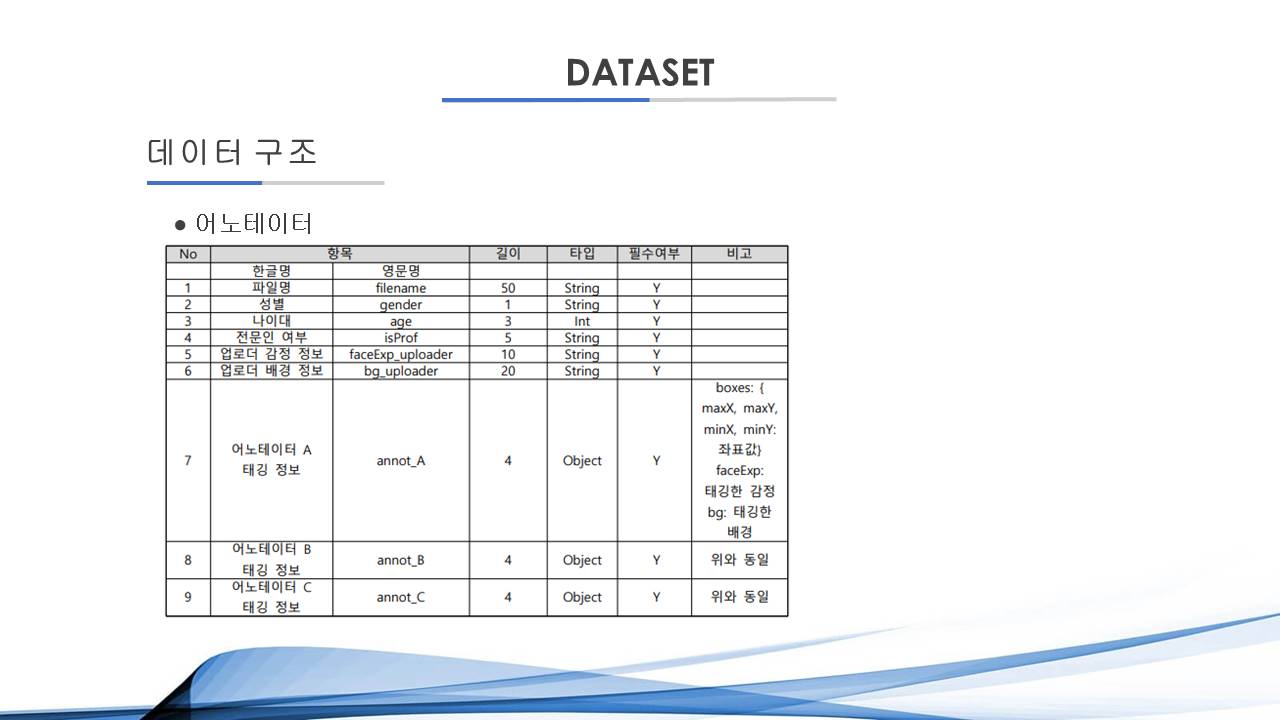 DATASET
데이터 구조
● 어노테이터
No 항목 길이 타입 필수여부 비고
한글명 영문명
1 파일명 filename 50 String Y
2 성별 gender 1 String Y
3 나이대 age 3 Int Y
4 전문인 여부 isProf 5 String Y
5 업로더 감정 정보 faceExp_uploader 10 String Y
6 업로더 배경 정보 bg_uploader 20 String Y
7 어노테이터 A
태깅 정보 annot_A 4 Object Y boxes: {
maxX, maxY,
minX, minY:
좌표값}
faceExp:
태깅한 감정
bg: 태깅한
배경
8 어노테이터 B
태깅 정보 annot_B 4 Object Y 위와 동일
9 어노테이터 C
태깅 정보 annot_C 4 Object Y 위와 동일